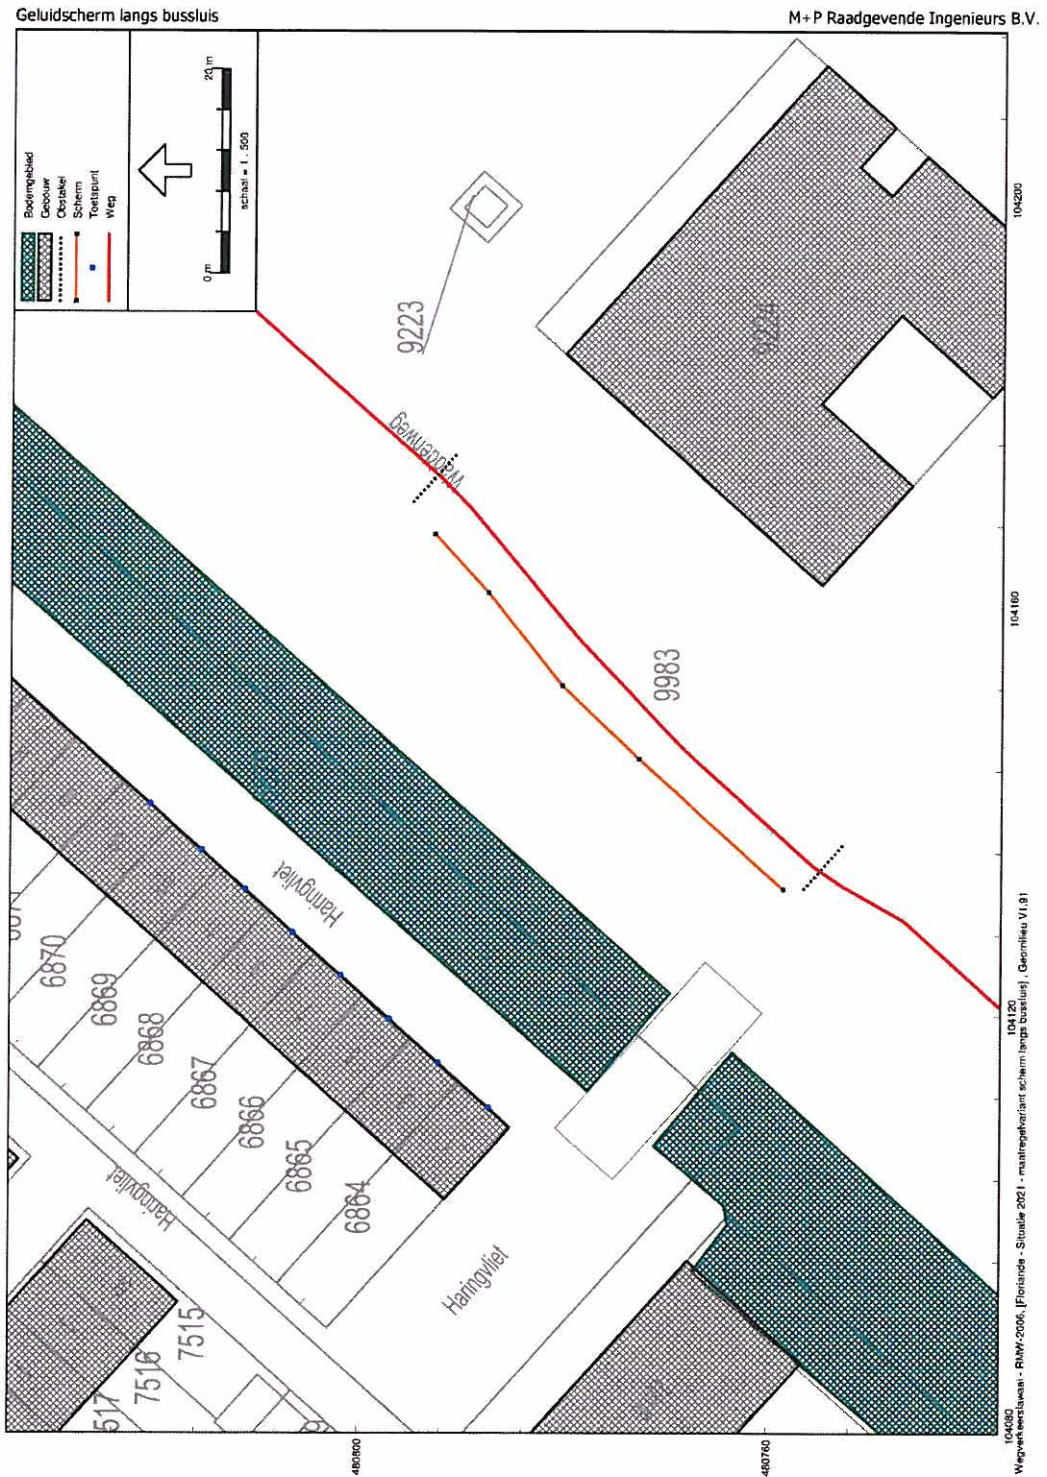 Geluidscherm langs bussluis
M+P Raadgevende Ingenieurs B.V.
Bodemgebied
Gebouw
Obstakel
Scherm
Toetspunt
Weg
0 m
20 m
schaal = 1 : 500
9223
Waddenweg
9224
9983
Haringvliet
6870
6869
6868
6867
6866
6865
6864
Haringvliet
Haringvliet
7515
7516
480800
480760
104080
104120
104160
104200
Wegverkeerslawaai - RMW-2006, [Floriande - Situatie 2021 - maatregelvariant scherm langs bussluis] , Geomilieu V1.91